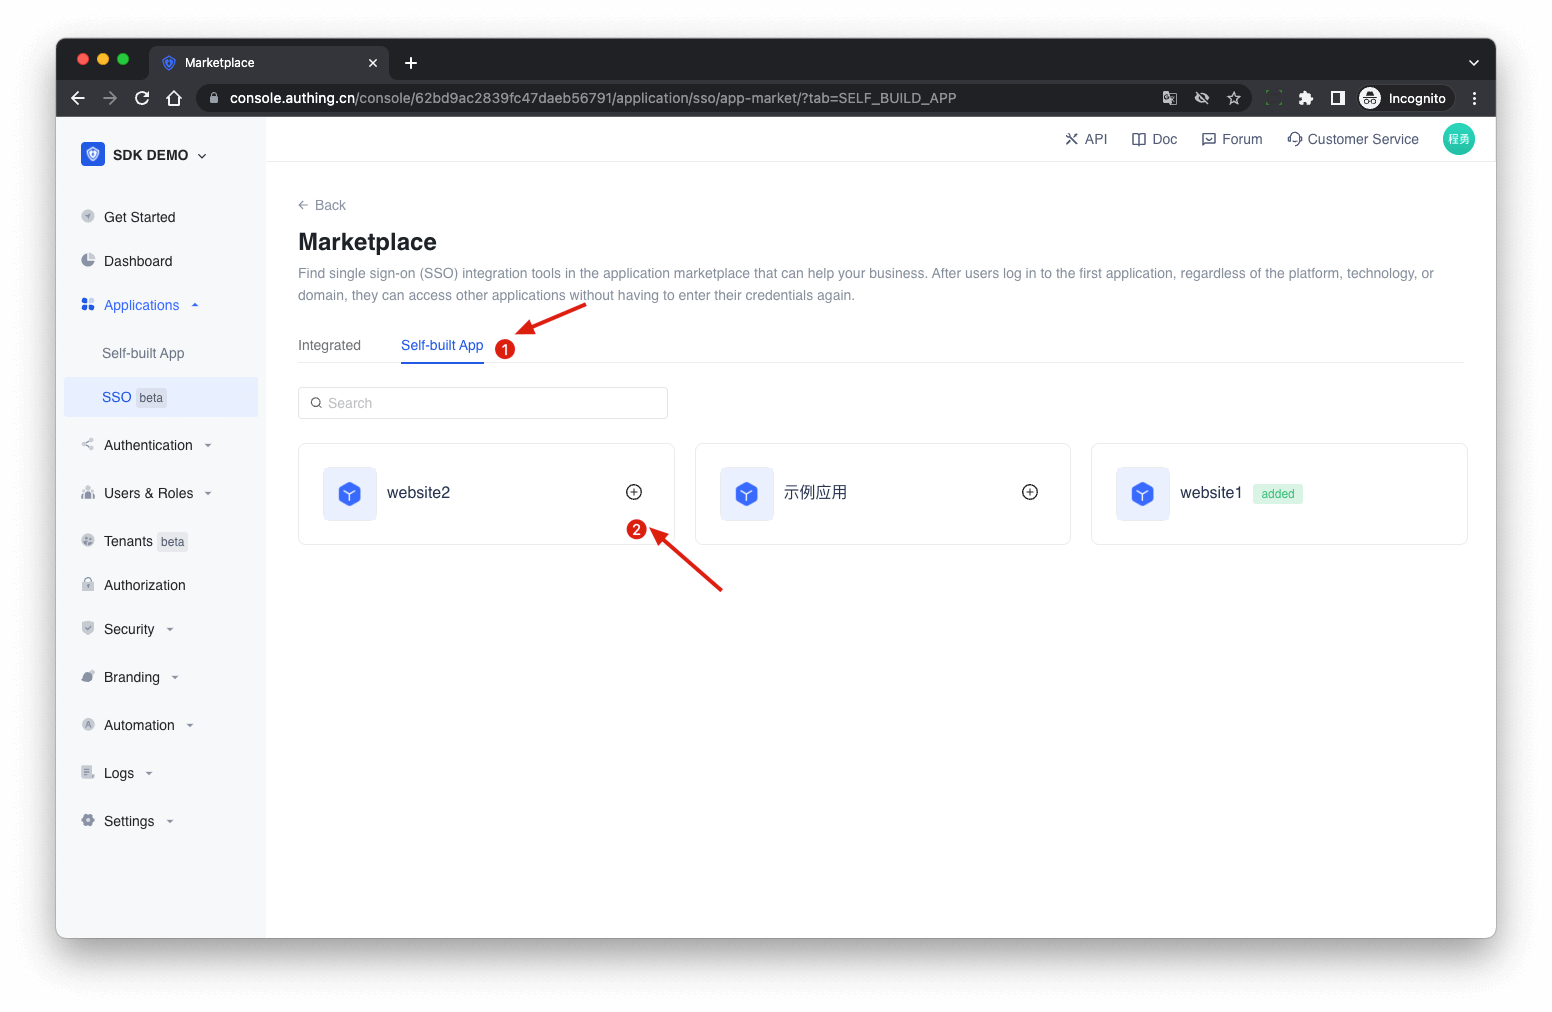 Marketplace
console.authing.cn/console/62bd9ac2839fc47daeb56791/application/sso/app-market/?tab=SELF_BUILD_APP
Incognito
SDK DEMO
API
Doc
Forum
Customer Service
程勇
Get Started
Dashboard
Applications
Self-built App
SSO beta
Authentication
Users & Roles
Tenants beta
Authorization
Security
Branding
Automation
Logs
Settings
Back
Marketplace
Find single sign-on (SSO) integration tools in the application marketplace that can help your business. After users log in to the first application, regardless of the platform, technology, or
domain, they can access other applications without having to enter their credentials again.
Integrated
Self-built App
1
Search
website2
2
示例应用
website1 added